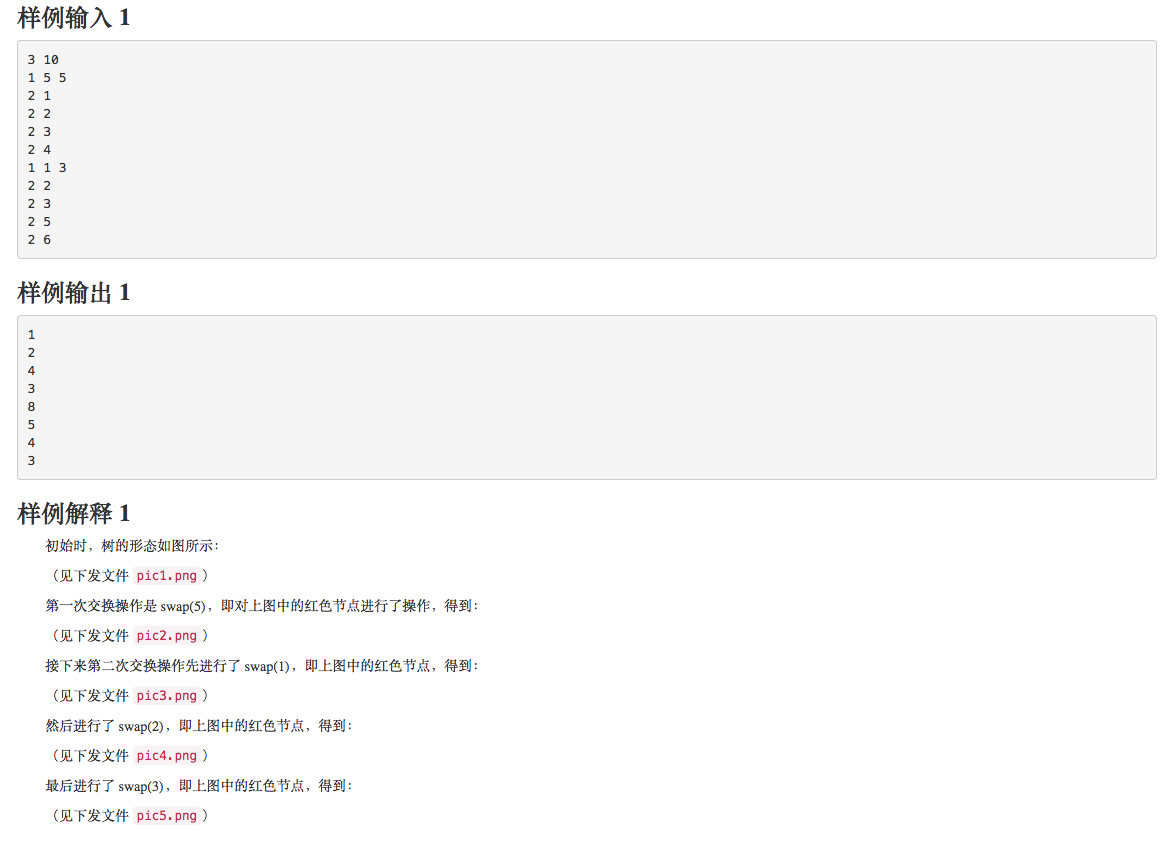 样例输入 1
3 10
1 5 5
2 1
2 2
2 3
2 4
1 1 3
2 2
2 3
2 5
2 6
样例输出 1
1
2
4
3
8
5
4
3
样例解释 1
初始时，树的形态如图所示：
（见下发文件 pic1.png ）
第一次交换操作是 swap(5)，即对上图中的红色节点进行了操作，得到：
（见下发文件 pic2.png ）
接下来第二次交换操作先进行了 swap(1)，即上图中的红色节点，得到：
（见下发文件 pic3.png ）
然后进行了 swap(2)，即上图中的红色节点，得到：
（见下发文件 pic4.png ）
最后进行了 swap(3)，即上图中的红色节点，得到：
（见下发文件 pic5.png ）